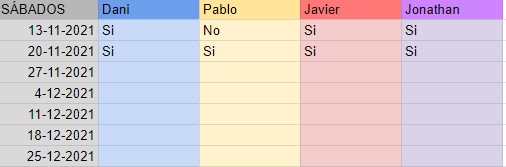 SÁBADOS Dani Pablo Javier Jonathan
13-11-2021 Si No Si Si
20-11-2021 Si Si Si Si
27-11-2021
4-12-2021
11-12-2021
18-12-2021
25-12-2021